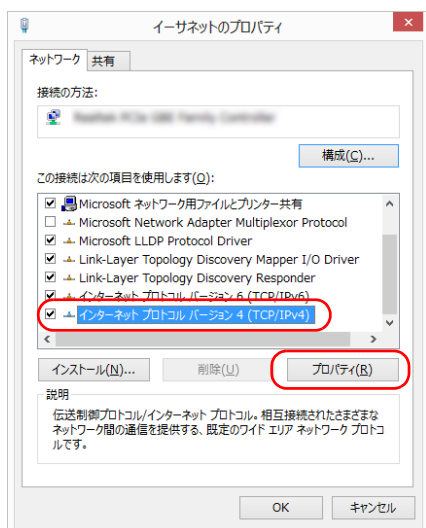 イーサネットのプロパティ
ネットワーク 共有
接続の方法:
構成(C)...
この接続は次の項目を使用します(O):
Microsoft ネットワーク用ファイルとプリンター共有
Microsoft Network Adapter Multiplexor Protocol
Microsoft LLDP Protocol Driver
Link-Layer Topology Discovery Mapper I/O Driver
Link-Layer Topology Discovery Responder
インターネット プロトコル バージョン 6 (TCP/IPv6)
インターネット プロトコル バージョン 4 (TCP/IPv4)
インストール(N)... 削除(U) プロパティ(R)
説明
伝送制御プロトコル/インターネット プロトコル。相互接続されたさまざまな
ネットワーク間の通信を提供する、既定のワイド エリア ネットワーク プロトコ
ルです。
OK キャンセル